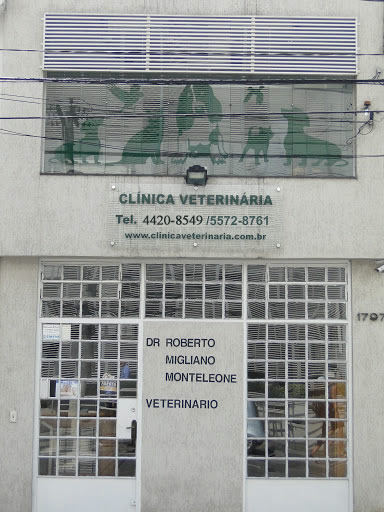 CLÍNICA VETERINÁRIA
Tel. 4420-8549 /5572-8761
www.clinicaveterinaria.com.br
1797
DR ROBERTO
MIGLIANO
MONTELEONE
VETERINARIO